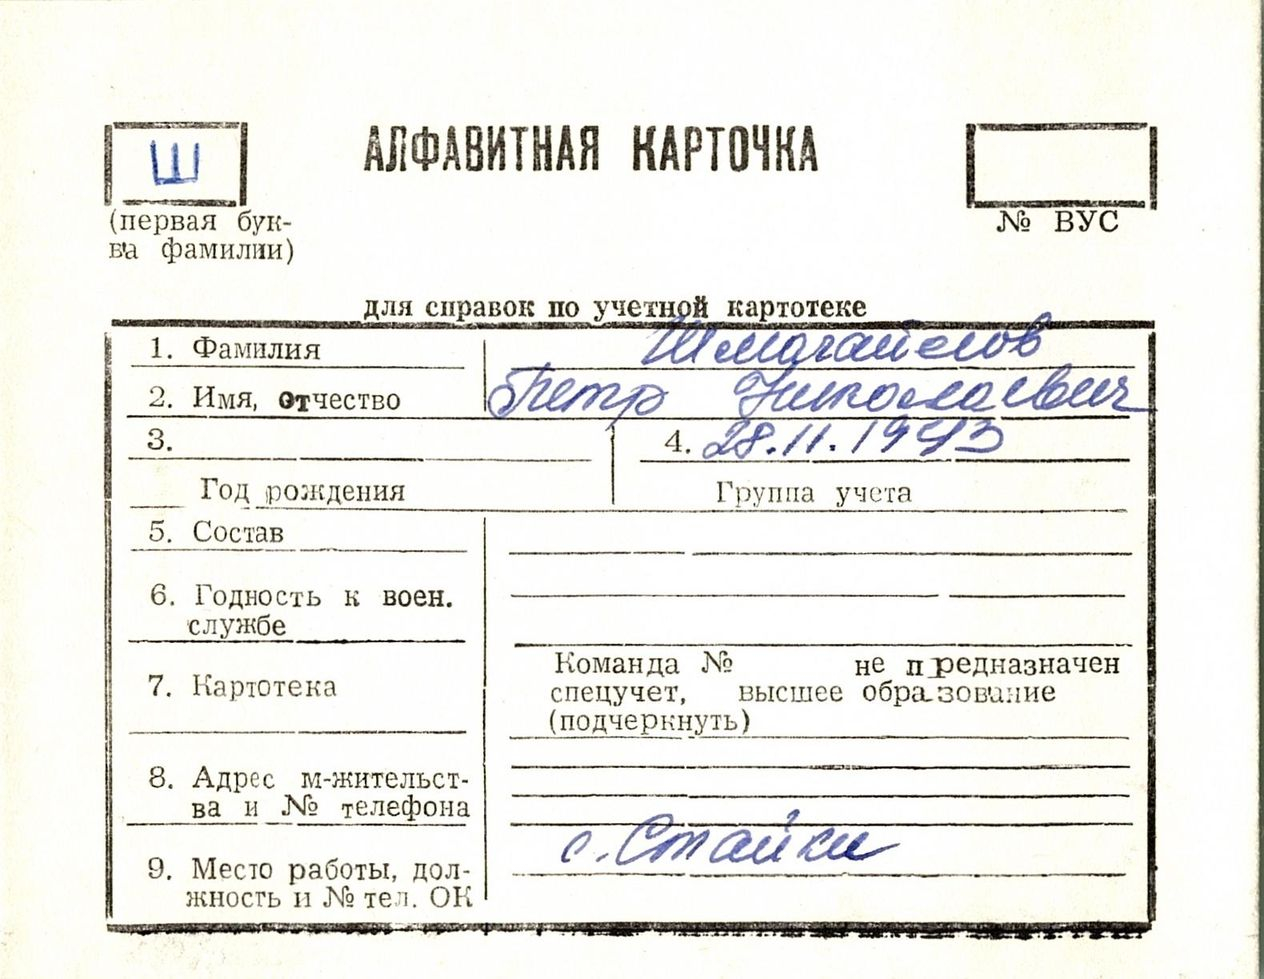 Ш
АЛФАВИТНАЯ КАРТОЧКА
(первая бук-
ва фамилии)
№ ВУС
для справок по учетной картотеке
1. Фамилия
2. Имя, отчество Петр Николаевич
3. 4. 28.11.1943
Год рождения Группа учета
5. Состав
6. Годность к воен.
службе
7. Картотека
Команда № не предназначен
спецучет, высшее образование
(подчеркнуть)
8. Адрес м-жительст-
ва и № телефона
с. Стайки
9. Место работы, дол-
жность и № тел. ОК